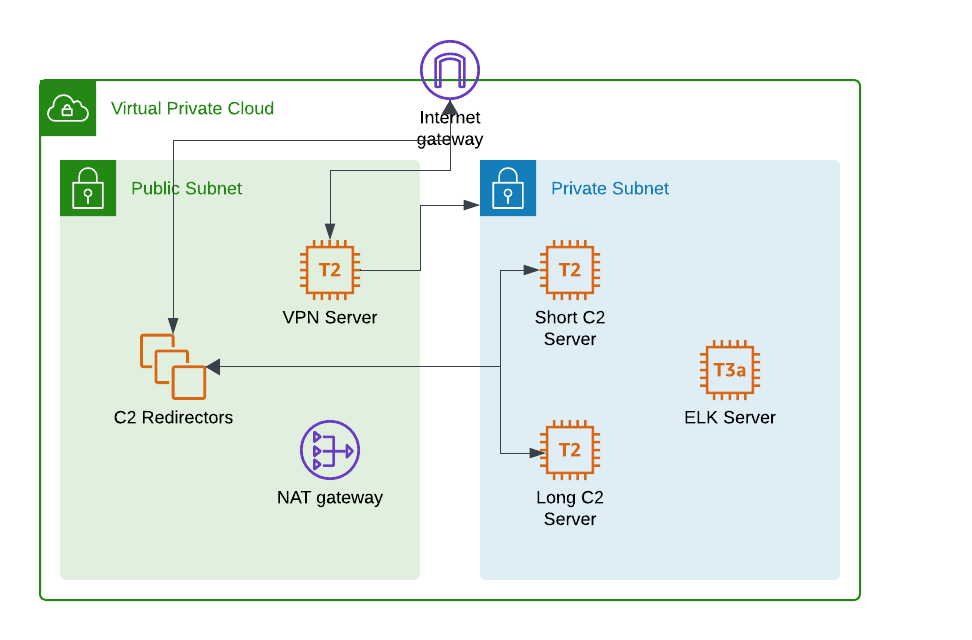 Internet
gateway
Virtual Private Cloud
Public Subnet
Private Subnet
T2
VPN Server
T2
Short C2
Server
C2 Redirectors
T3a
ELK Server
NAT gateway
T2
Long C2
Server